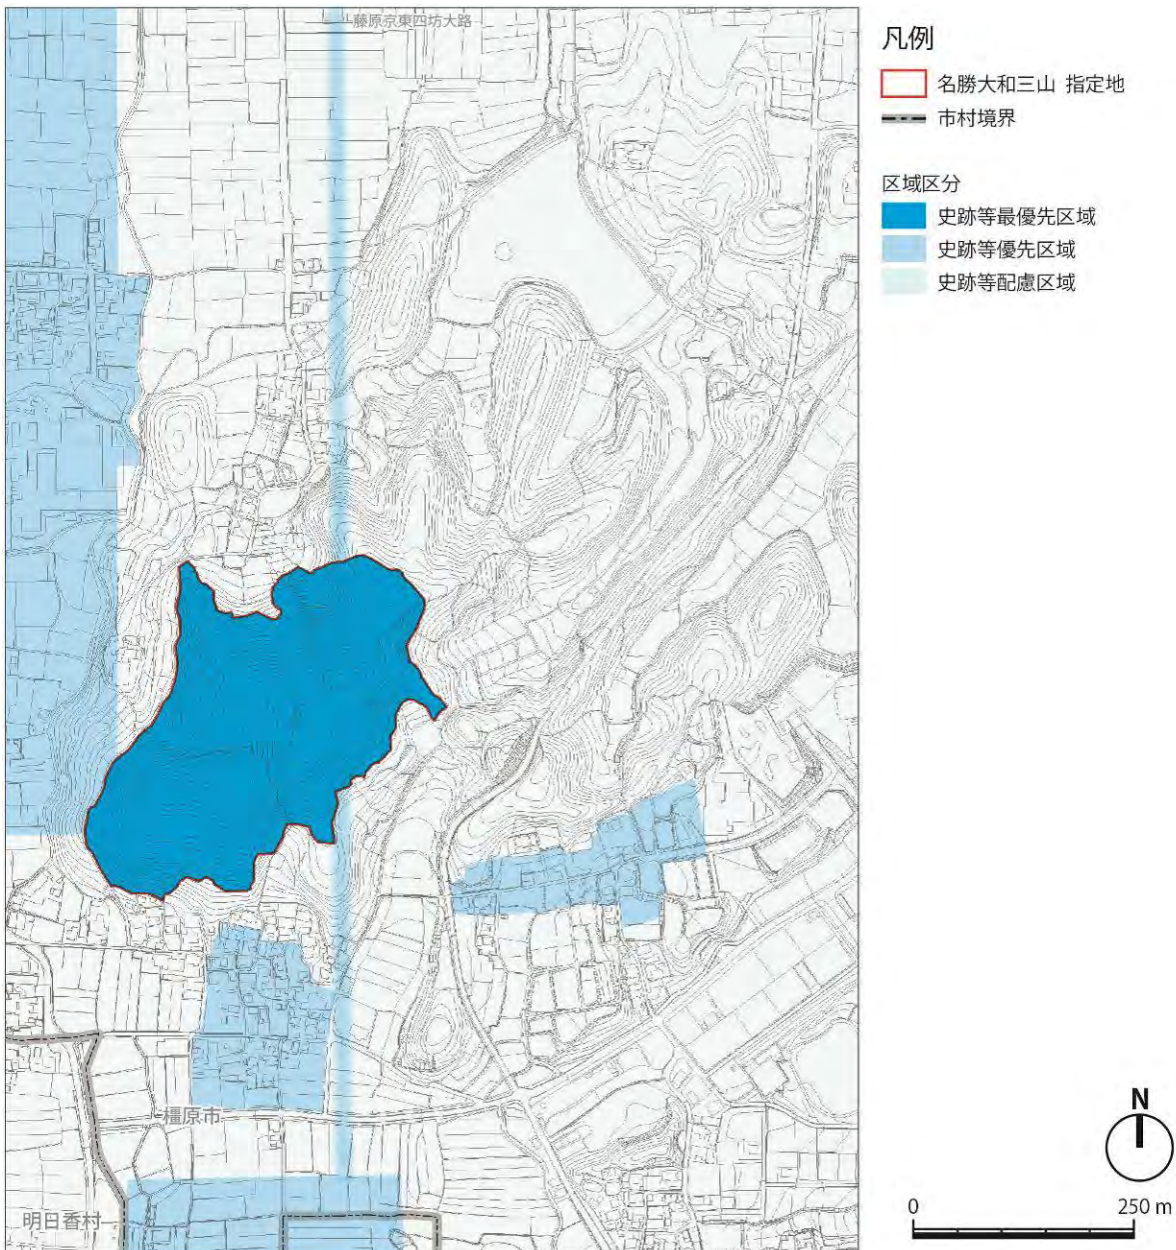 藤原京東四坊大路
凡例
名勝大和三山 指定地
市村境界
区域区分
史跡等最優先区域
史跡等優先区域
史跡等配慮区域
橿原市
明日香村
N
0 250 m